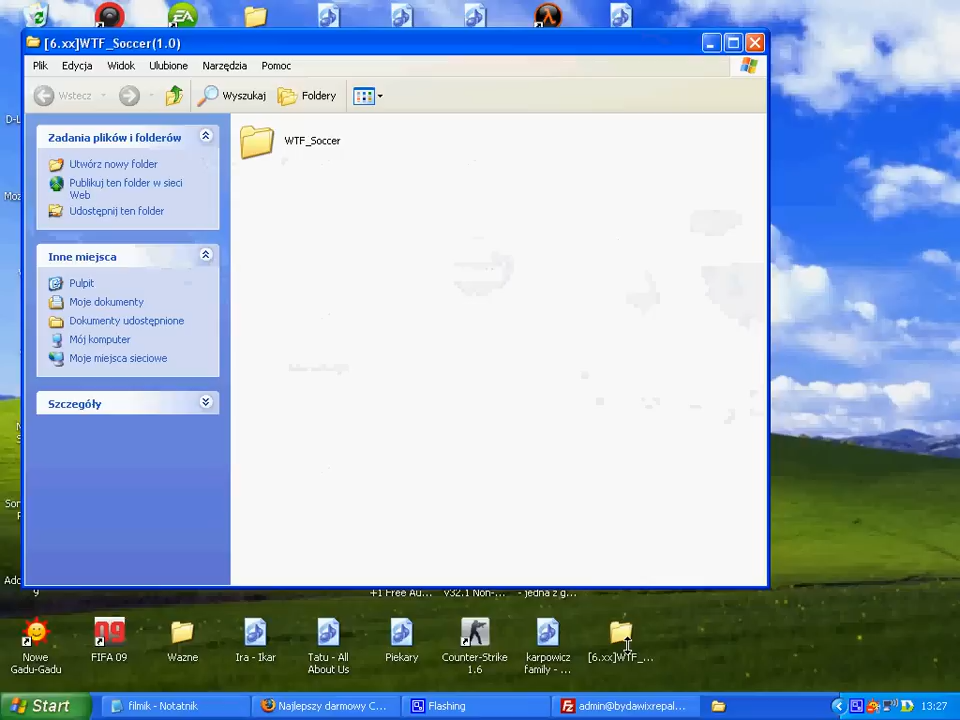 [6.xx]WTF_Soccer(1.0)
Plik Edycja Widok Ulubione Narzędzia Pomoc
Wstecz Wyszukaj Foldery
Zadania plików i folderów
Utwórz nowy folder
Publikuj ten folder w sieci
Web
Udostępnij ten folder
Inne miejsca
Pulpit
Moje dokumenty
Dokumenty udostępnione
Mój komputer
Moje miejsca sieciowe
Szczegóły
WTF_Soccer
D-L
Moz
Ado
9
+1 Free Au... v32.1 Non-... - jedna z g...
Nowe
Gadu-Gadu
FIFA 09
Wazne
Ira - Ikar
Tatu - All
About Us
Piekary
Counter-Strike
1.6
karpowicz
family - ...
[6.xx]WTF_...
Start
filmik - Notatnik
Najlepszy darmowy C...
Flashing
admin@bydawixrepal...
13:27